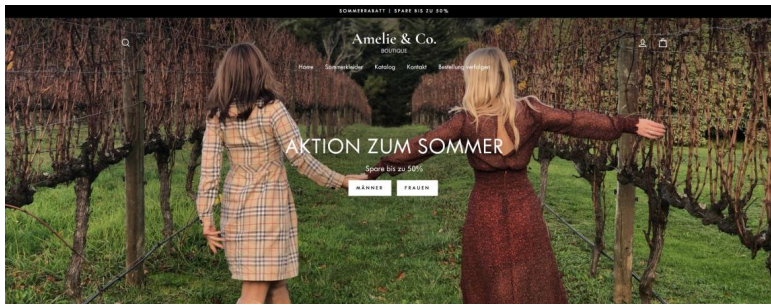 SOMMERRABATT | SPARE BIS ZU 50%
Amelie & Co.
BOUTIQUE
Home Sommerkleider Katalog Kontakt Bestellung verfolgen
AKTION ZUM SOMMER
Spare bis zu 50%
MÄNNER FRAUEN